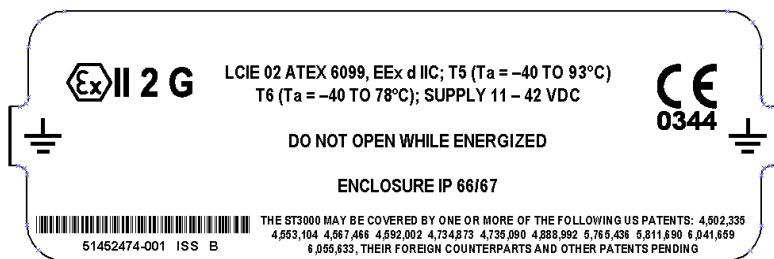 Ex II 2 G
LCIE 02 ATEX 6099, EEx d IIC; T5 (Ta = –40 TO 93°C)
T6 (Ta = –40 TO 78°C); SUPPLY 11 – 42 VDC
CE
0344
DO NOT OPEN WHILE ENERGIZED
ENCLOSURE IP 66/67
51452474-001 ISS B
THE ST3000 MAY BE COVERED BY ONE OR MORE OF THE FOLLOWING US PATENTS: 4,502,335
4,553,104 4,567,466 4,592,002 4,734,873 4,735,090 4,888,992 5,765,436 5,811,690 6,041,659
6,055,633, THEIR FOREIGN COUNTERPARTS AND OTHER PATENTS PENDING